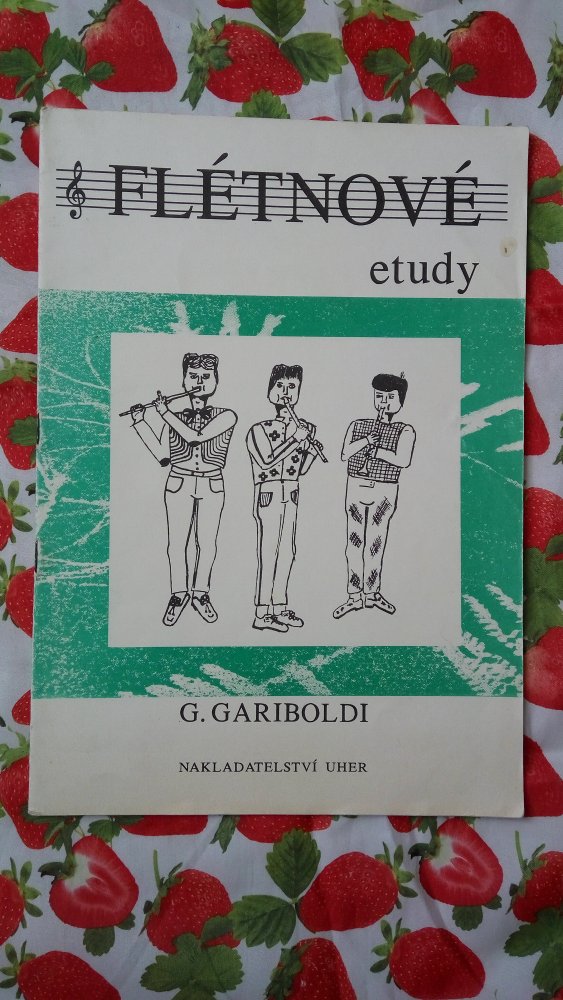 FLÉTNOVÉ
etudy
G. GARIBOLDI
NAKLADATELSTVÍ UHER